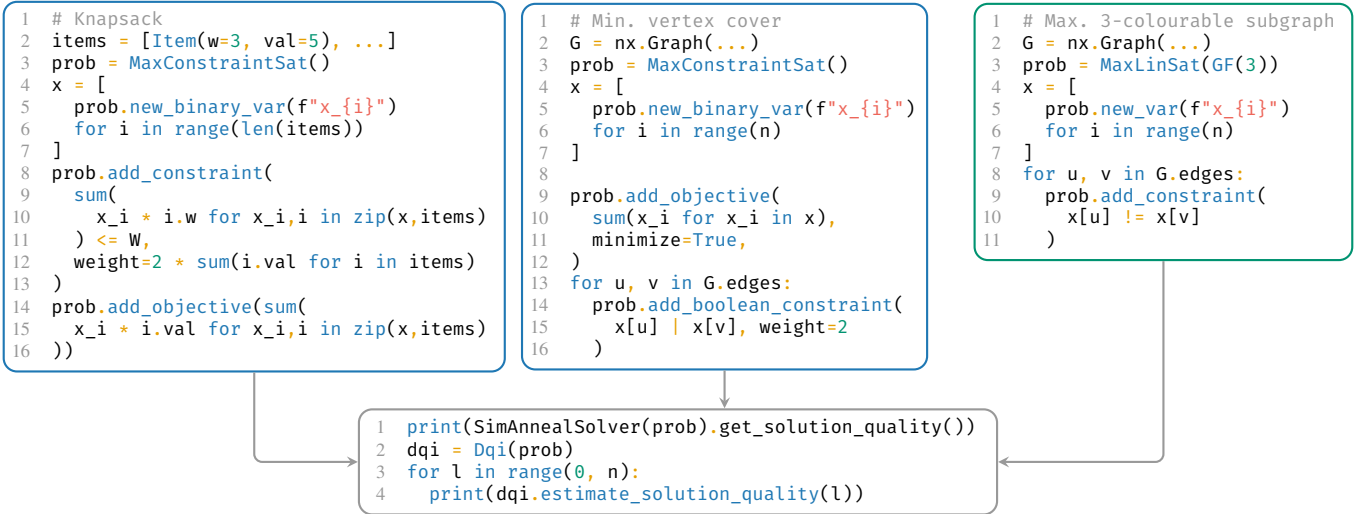 1 # Knapsack
2 items = [Item(w=3, val=5), ...]
3 prob = MaxConstraintSat()
4 x = [
5   prob.new_binary_var(f"x_{i}")
6   for i in range(len(items))
7 ]
8 prob.add_constraint(
9   sum(
10     x_i * i.w for x_i,i in zip(x,items)
11   ) <= W,
12   weight=2 * sum(i.val for i in items)
13 )
14 prob.add_objective(sum(
15   x_i * i.val for x_i,i in zip(x,items)
16 ))
1 # Min. vertex cover
2 G = nx.Graph(...)
3 prob = MaxConstraintSat()
4 x = [
5   prob.new_binary_var(f"x_{i}")
6   for i in range(n)
7 ]
8
9 prob.add_objective(
10   sum(x_i for x_i in x),
11   minimize=True,
12 )
13 for u, v in G.edges:
14   prob.add_boolean_constraint(
15     x[u] | x[v], weight=2
16   )
1 # Max. 3-colourable subgraph
2 G = nx.Graph(...)
3 prob = MaxLinSat(GF(3))
4 x = [
5   prob.new_var(f"x_{i}")
6   for i in range(n)
7 ]
8 for u, v in G.edges:
9   prob.add_constraint(
10     x[u] != x[v]
11   )
1 print(SimAnnealSolver(prob).get_solution_quality())
2 dqi = Dqi(prob)
3 for l in range(0, n):
4   print(dqi.estimate_solution_quality(l))